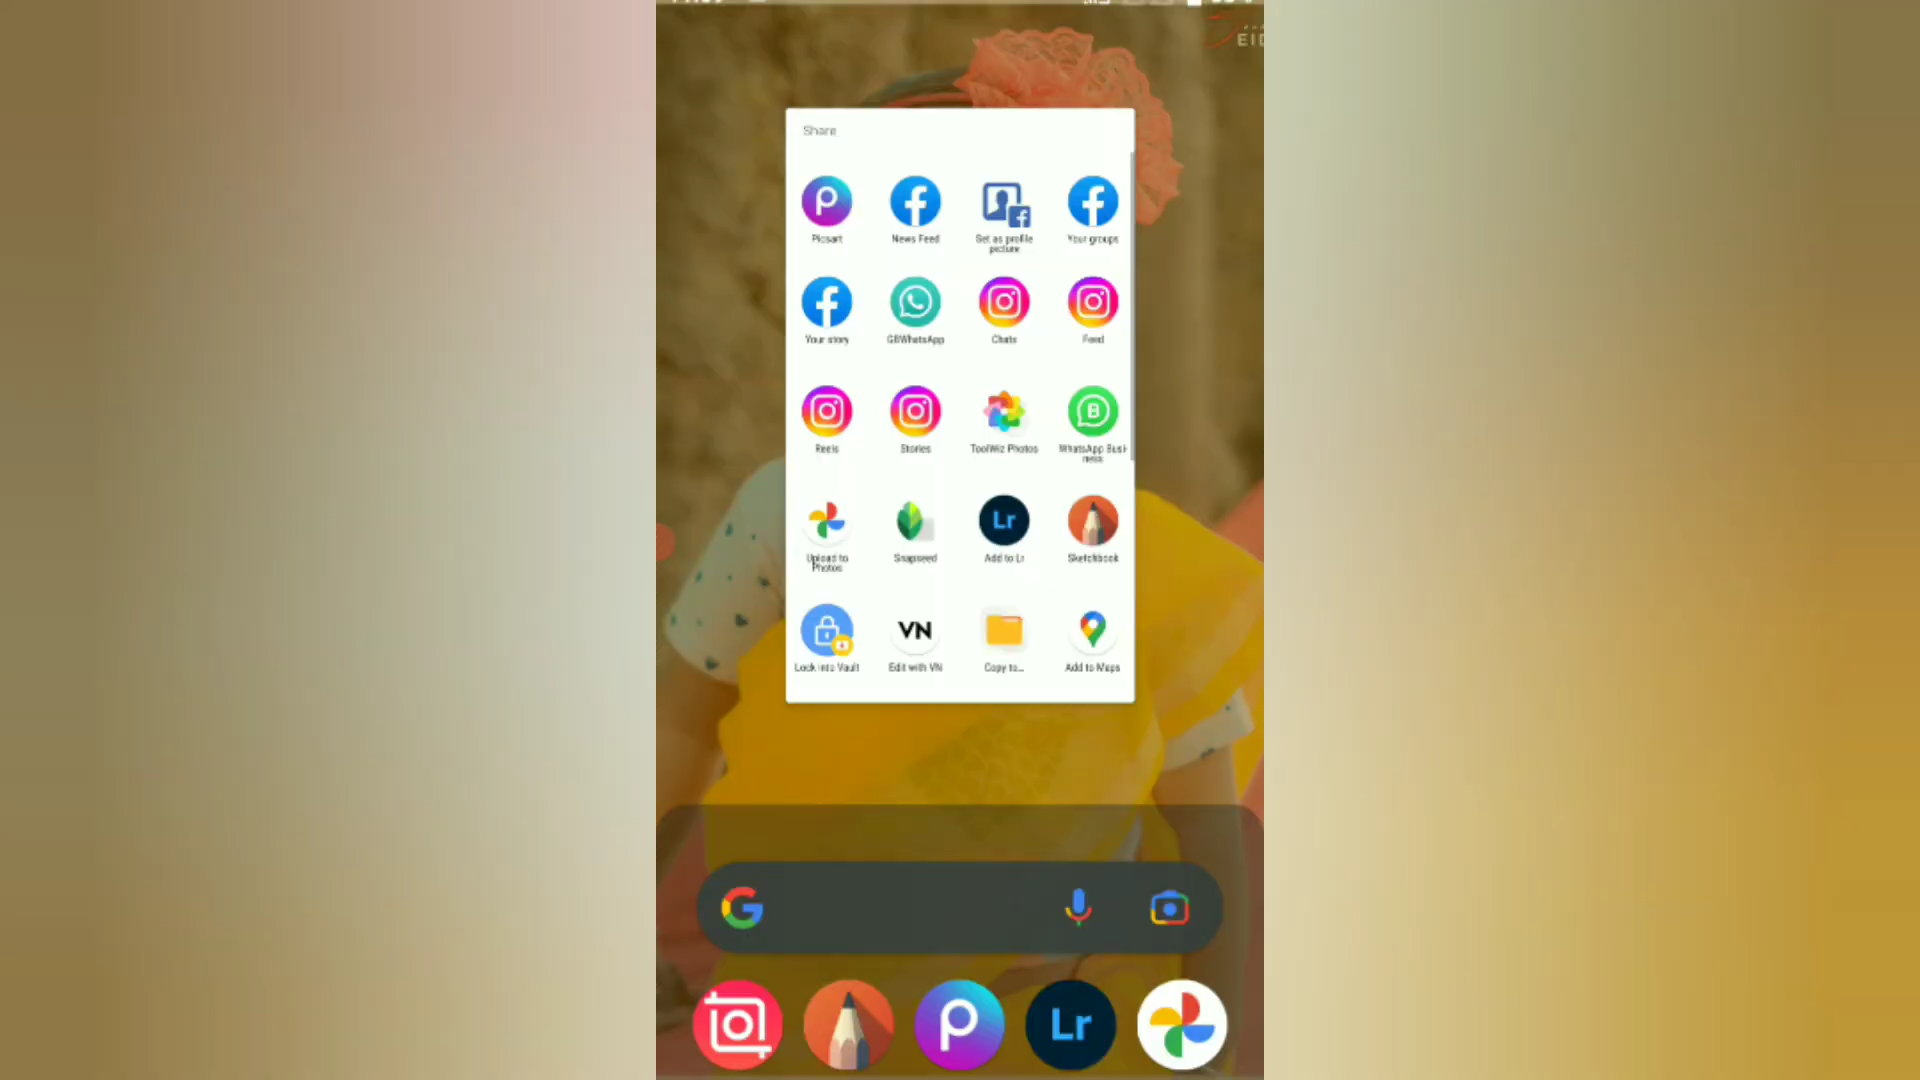 EID
Share
Picsart
News Feed
Set as profile
picture
Your groups
Your story
GBWhatsApp
Chats
Feed
Reels
Stories
ToolWiz Photos
WhatsApp Busi-
ness
B
Upload to
Photos
Snapseed
Lr
Add to Lr
Sketchbook
Lock into Vault
VN
Edit with VN
Copy to...
Add to Maps
Lr